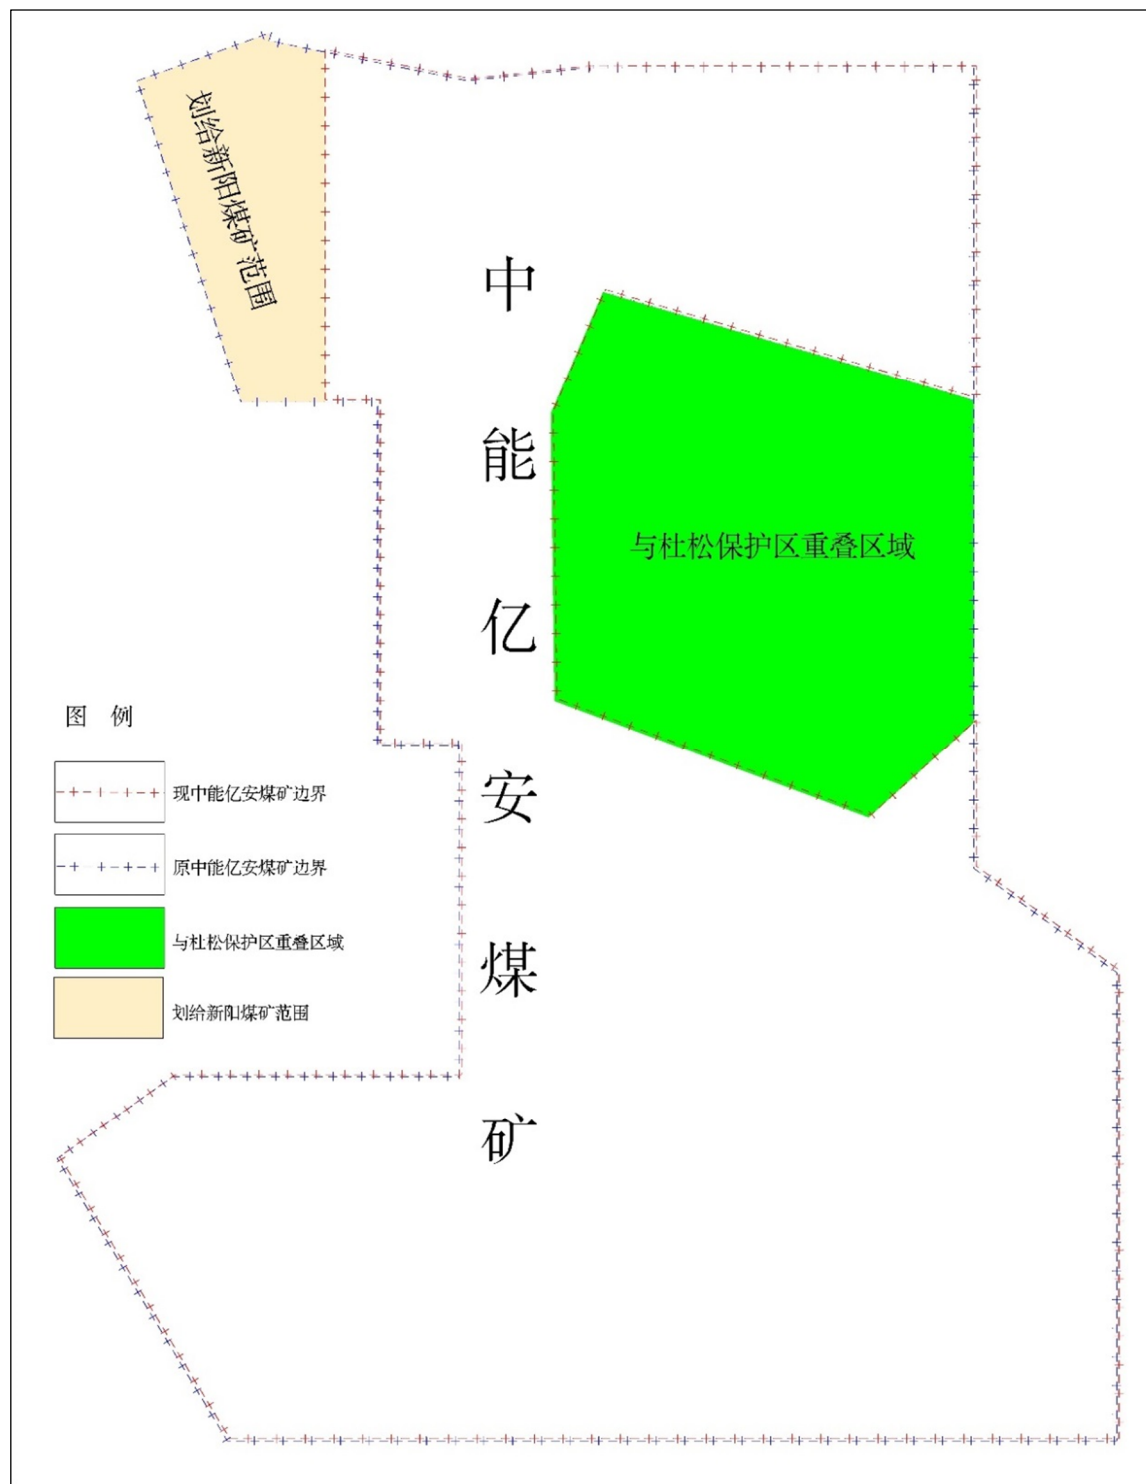 划给新阳煤矿范围
中能亿安煤矿
与杜松保护区重叠区域
图 例
现中能亿安煤矿边界
原中能亿安煤矿边界
与杜松保护区重叠区域
划给新阳煤矿范围